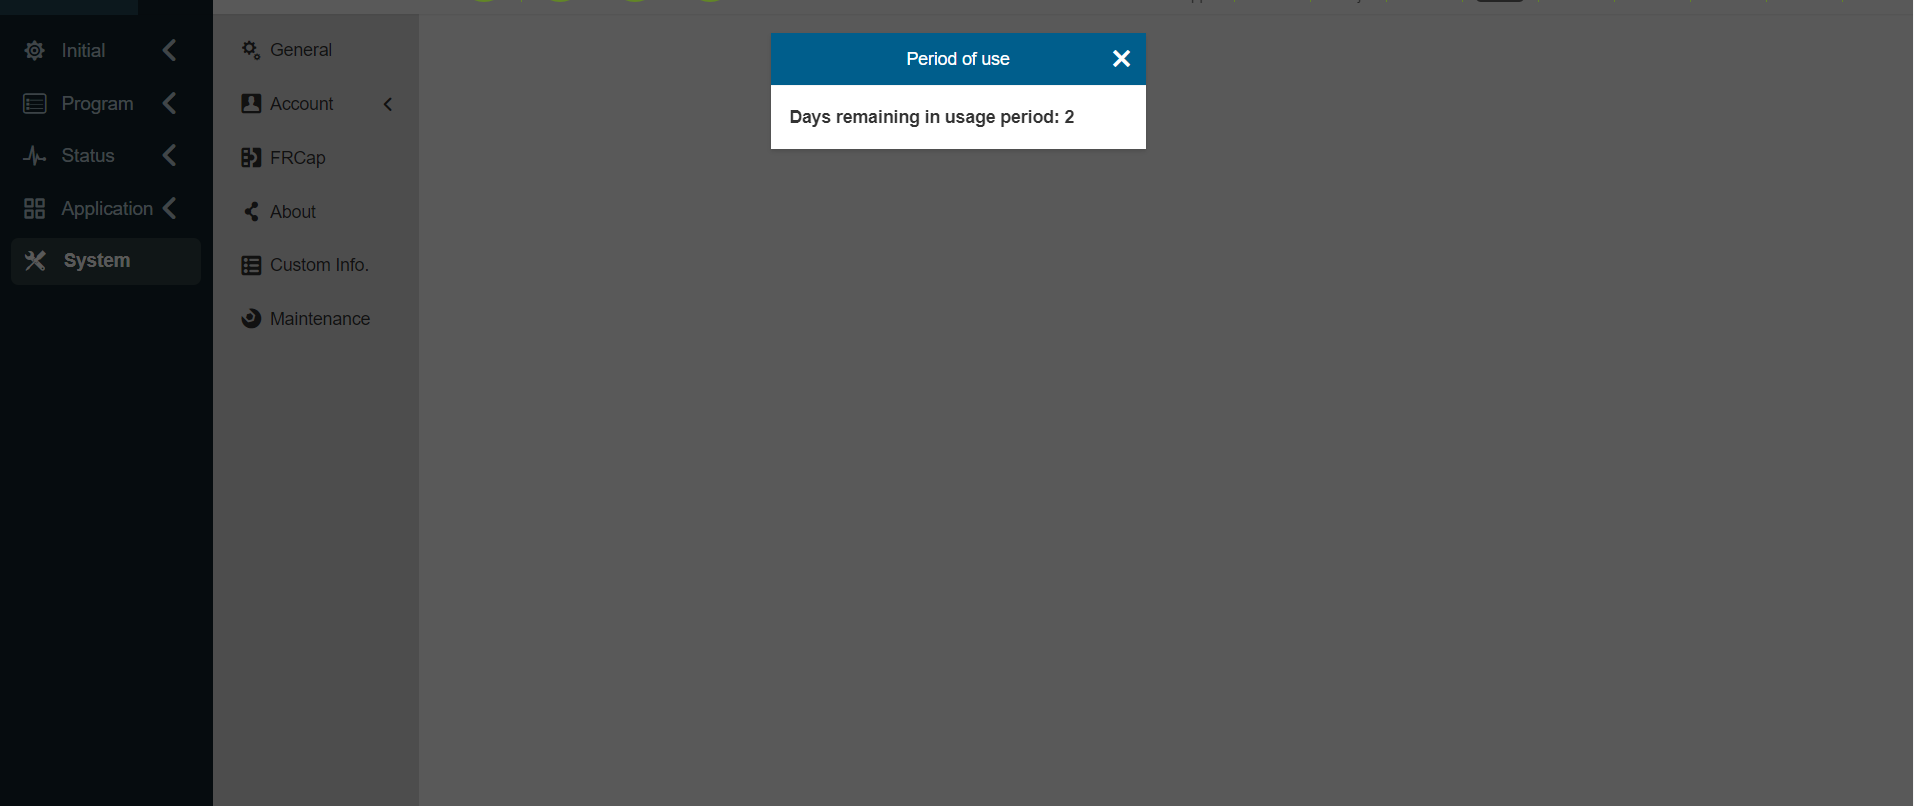 Initial
Program
Status
Application
System
General
Account
FRCap
About
Custom Info.
Maintenance
Period of use
Days remaining in usage period: 2